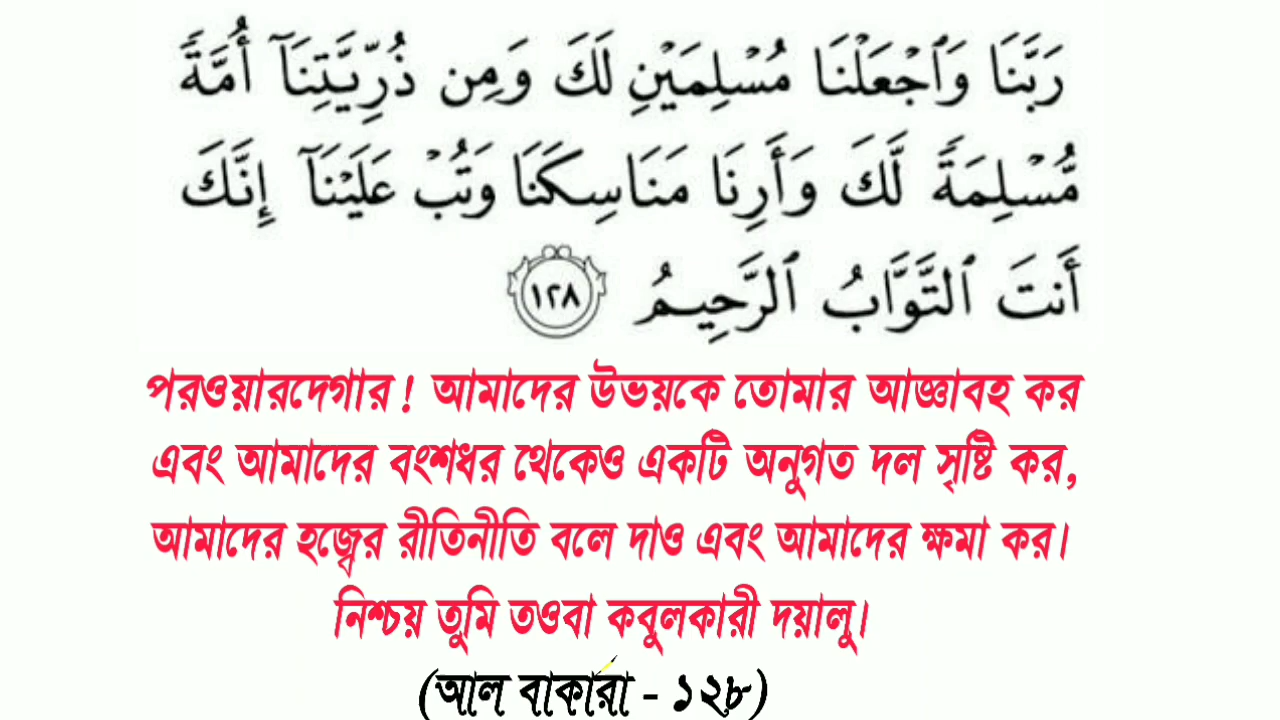 رَبَّنَا وَٱجْعَلْنَا مُسْلِمَيْنِ لَكَ وَمِن ذُرِّيَّتِنَآ أُمَّةً
مُّسْلِمَةً لَّكَ وَأَرِنَا مَنَاسِكَنَا وَتُبْ عَلَيْنَآ إِنَّكَ
أَنتَ ٱلتَّوَّابُ ٱلرَّحِيمُ ١٢٨
পরওয়ারদেগার! আমাদের উভয়কে তোমার আজ্ঞাবহ কর
এবং আমাদের বংশধর থেকেও একটি অনুগত দল সৃষ্টি কর,
আমাদের হজ্বের রীতিনীতি বলে দাও এবং আমাদের ক্ষমা কর।
নিশ্চয় তুমি তওবা কবুলকারী দয়ালু।
(আল বাকারা - ১২৮)